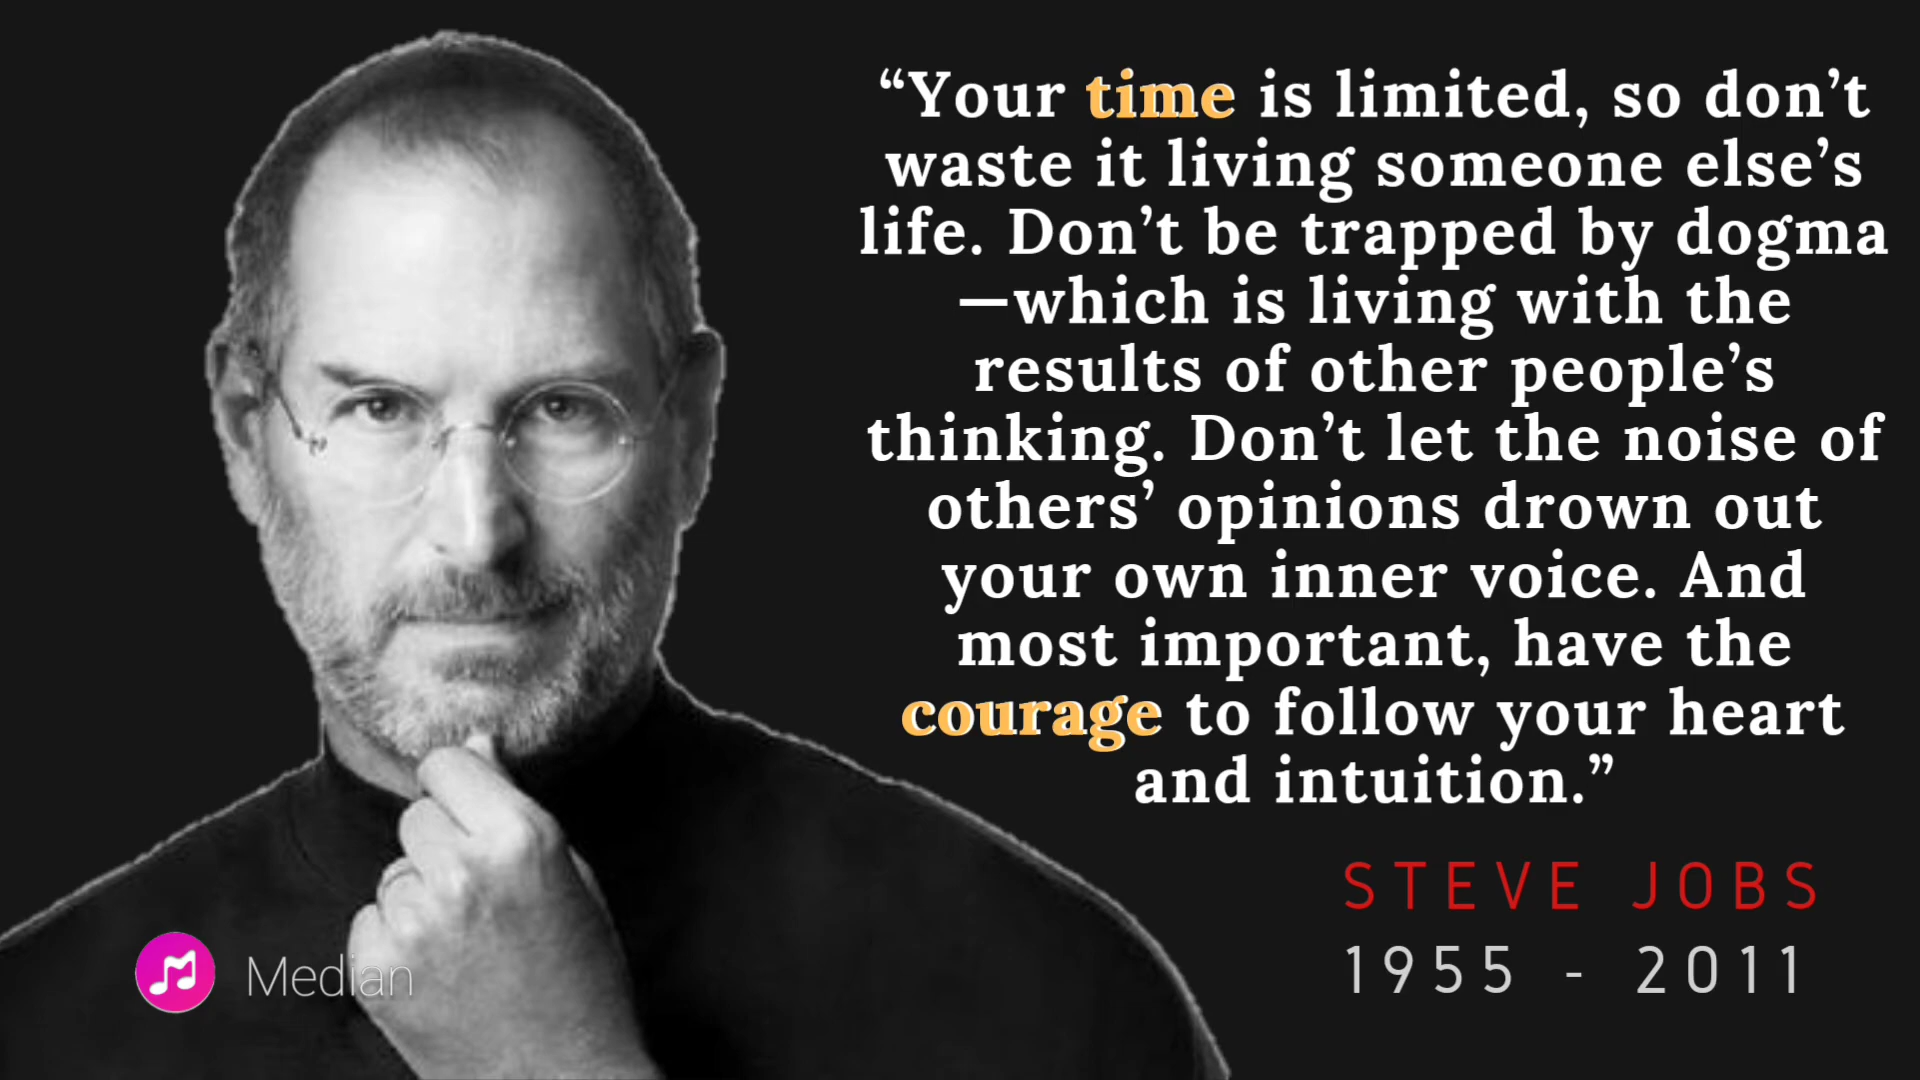 “Your time is limited, so don’t
waste it living someone else’s
life. Don’t be trapped by dogma
—which is living with the
results of other people’s
thinking. Don’t let the noise of
others’ opinions drown out
your own inner voice. And
most important, have the
courage to follow your heart
and intuition.”
STEVE JOBS
1955 - 2011
Median